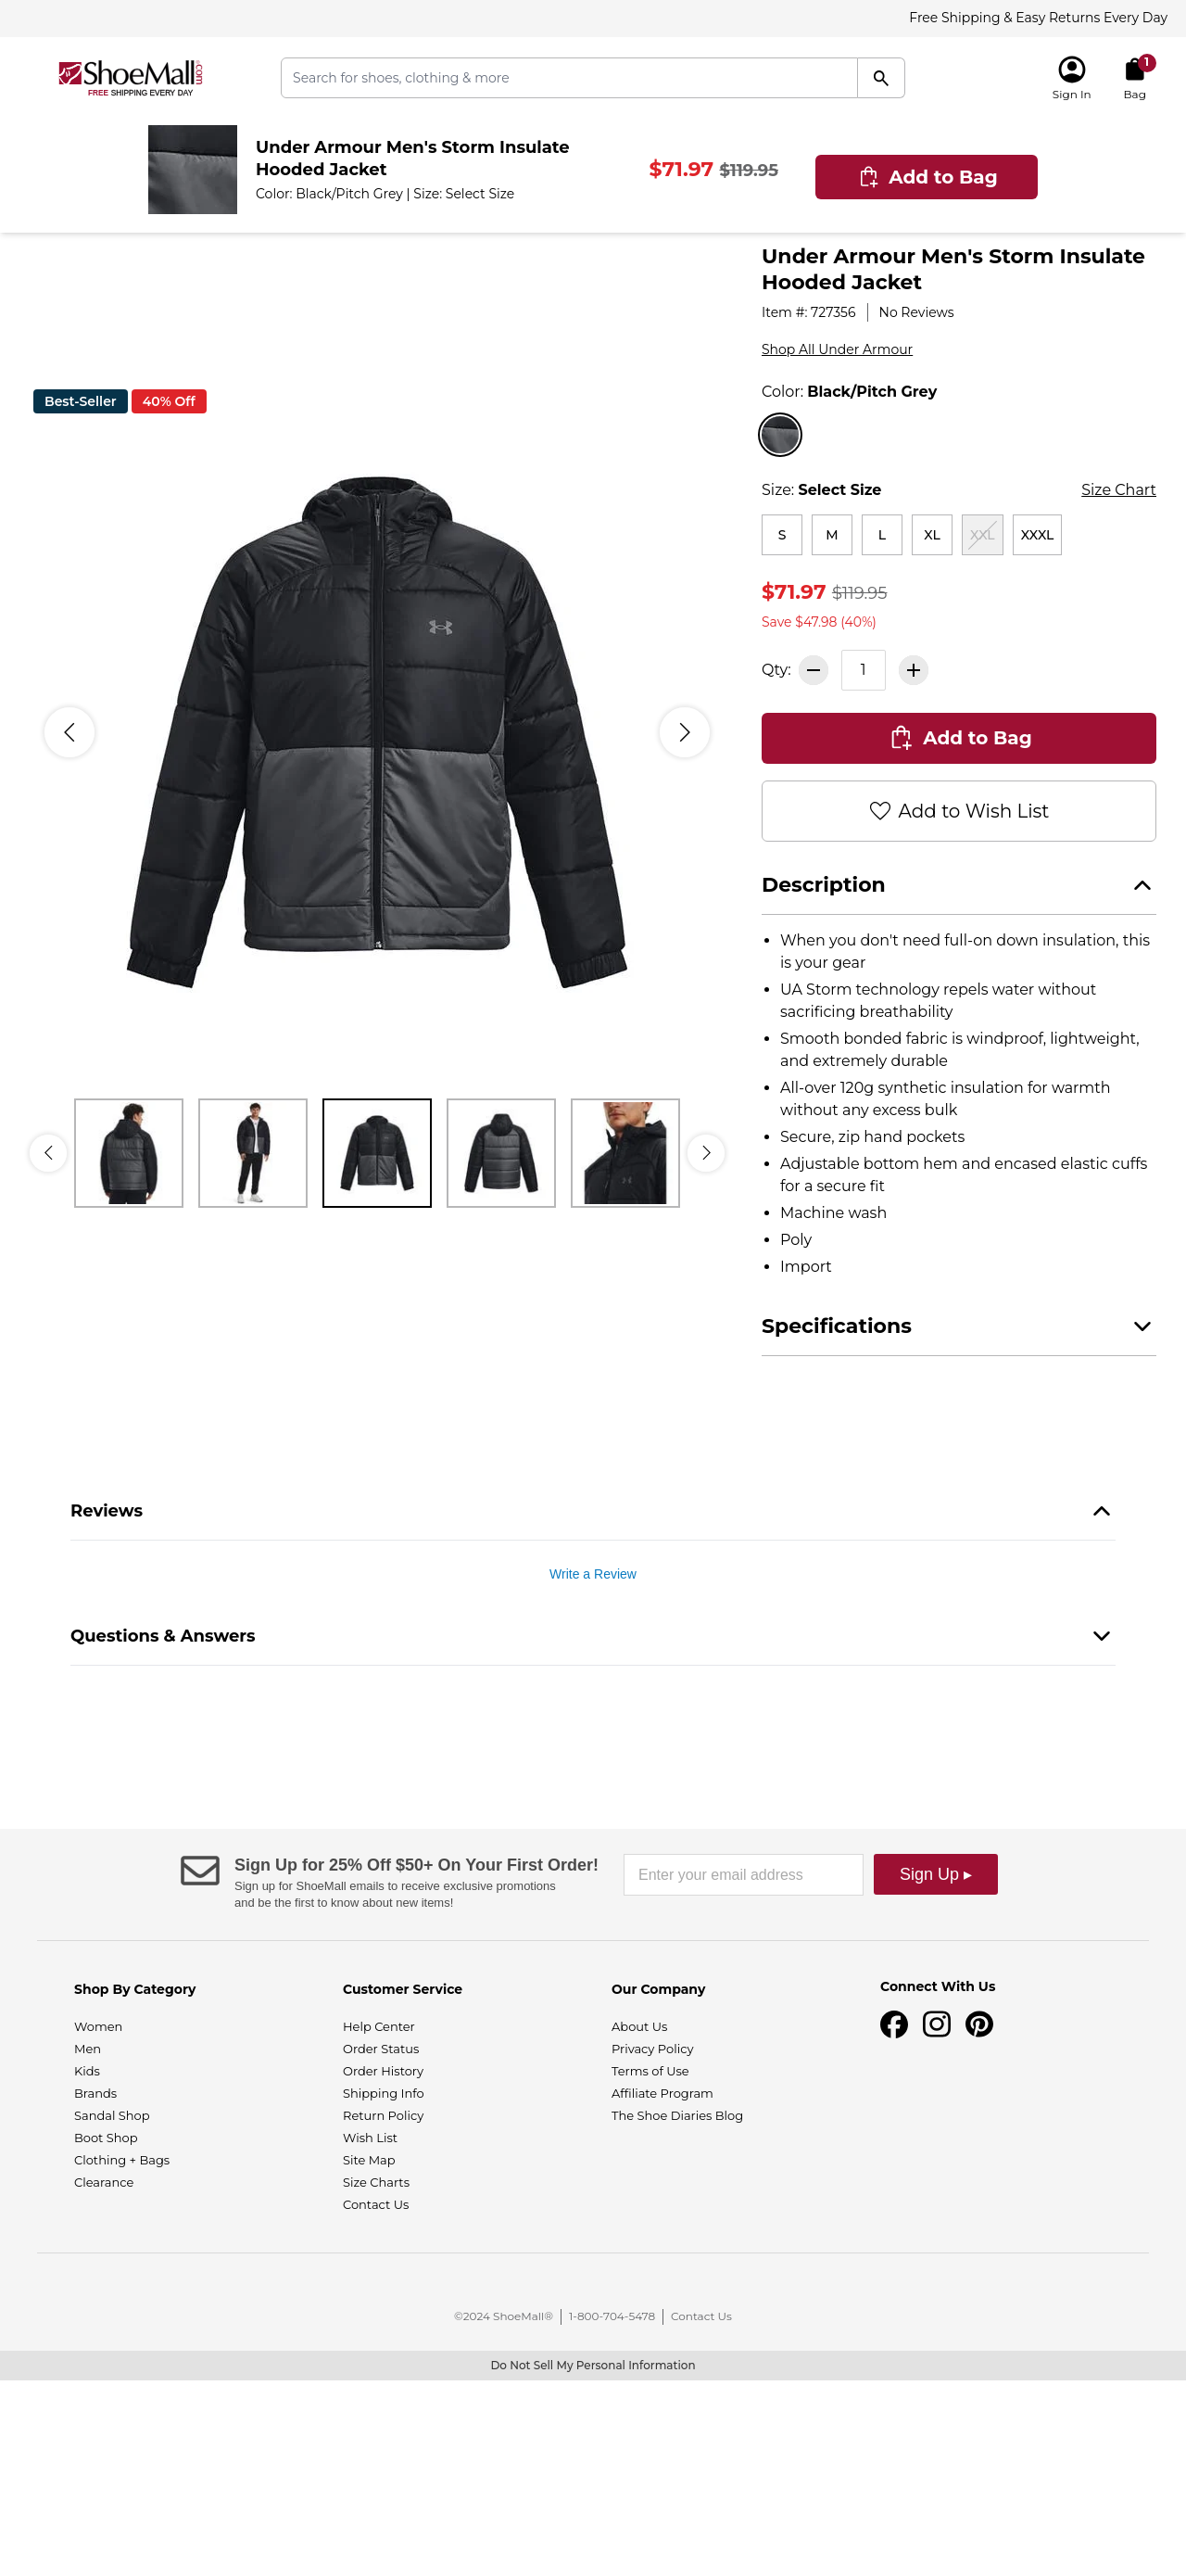 Free Shipping & Easy Returns Every Day
ShoeMall.com
FREE SHIPPING EVERY DAY
Search for shoes, clothing & more
Sign In
1
Bag
Under Armour Men's Storm Insulate
Hooded Jacket
Color: Black/Pitch Grey | Size: Select Size
$71.97 $119.95
Add to Bag
Under Armour Men's Storm Insulate
Hooded Jacket
Item #: 727356
No Reviews
Shop All Under Armour
Best-Seller
40% Off
Color: Black/Pitch Grey
Size: Select Size
Size Chart
S
M
L
XL
XXL
XXXL
$71.97 $119.95
Save $47.98 (40%)
Qty:
1
Add to Bag
Add to Wish List
Description
When you don't need full-on down insulation, this
is your gear
UA Storm technology repels water without
sacrificing breathability
Smooth bonded fabric is windproof, lightweight,
and extremely durable
All-over 120g synthetic insulation for warmth
without any excess bulk
Secure, zip hand pockets
Adjustable bottom hem and encased elastic cuffs
for a secure fit
Machine wash
Poly
Import
Specifications
Reviews
Write a Review
Questions & Answers
Sign Up for 25% Off $50+ On Your First Order!
Sign up for ShoeMall emails to receive exclusive promotions
and be the first to know about new items!
Enter your email address
Sign Up ▸
Shop By Category
Women
Men
Kids
Brands
Sandal Shop
Boot Shop
Clothing + Bags
Clearance
Customer Service
Help Center
Order Status
Order History
Shipping Info
Return Policy
Wish List
Site Map
Size Charts
Contact Us
Our Company
About Us
Privacy Policy
Terms of Use
Affiliate Program
The Shoe Diaries Blog
Connect With Us
©2024 ShoeMall®
1-800-704-5478
Contact Us
Do Not Sell My Personal Information